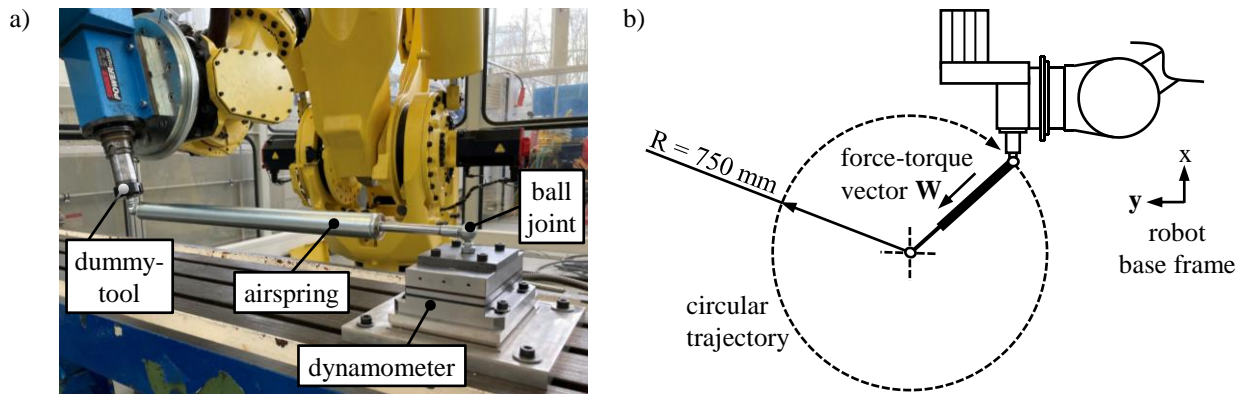 a)
POWER
dummy-
tool
airspring
ball
joint
dynamometer
b)
R = 750 mm
force-torque
vector W
x
y
robot
base frame
circular
trajectory